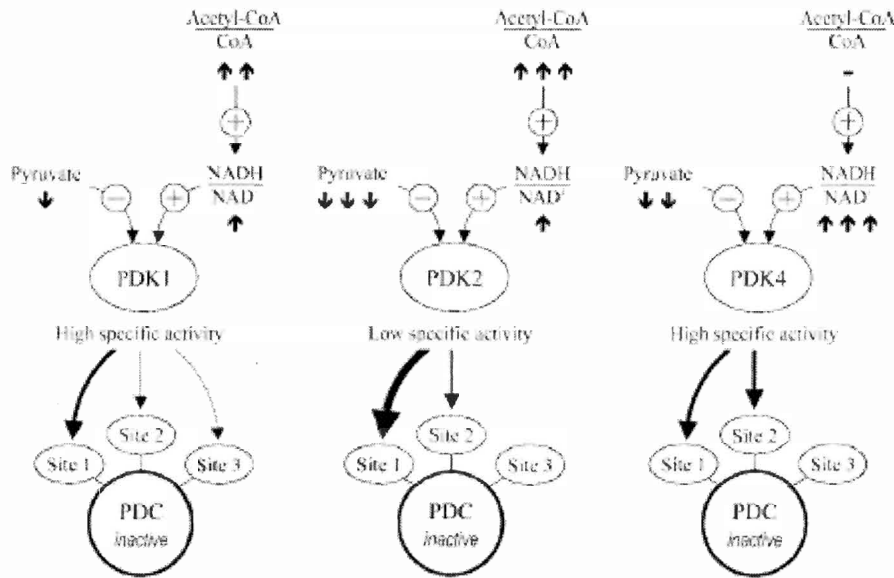 Acetyl-CoA
CoA
Acetyl-CoA
CoA
Acetyl-CoA
CoA
-
+
+
+
Pyruvate
−
+
NADH
NAD⁺
Pyruvate
−
+
NADH
NAD⁺
Pyruvate
−
+
NADH
NAD⁺
PDK1
PDK2
PDK4
High specific activity
Low specific activity
High specific activity
Site 1
Site 2
Site 3
Site 1
Site 2
Site 3
Site 1
Site 2
Site 3
PDC
inactive
PDC
inactive
PDC
inactive